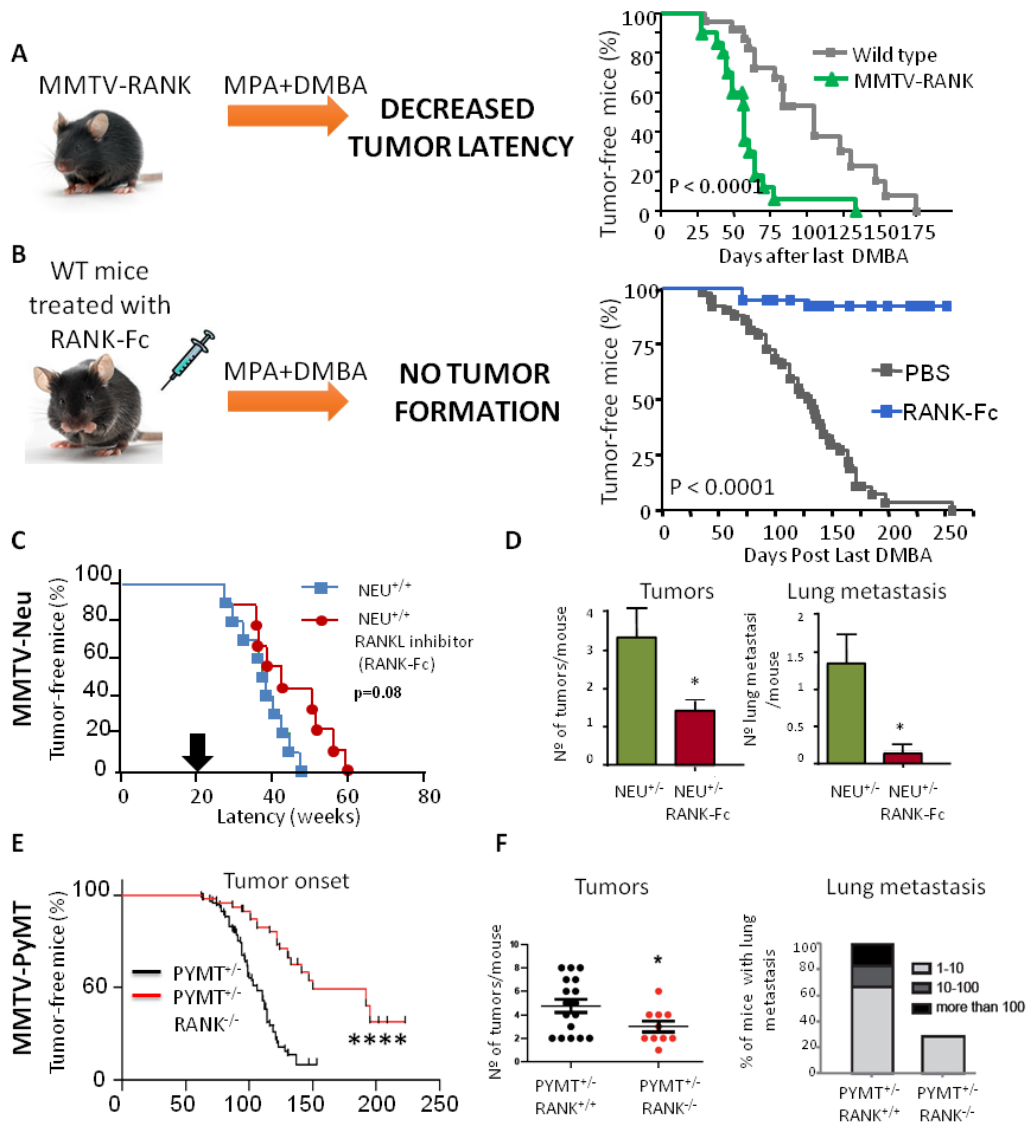 A
MMTV-RANK
MPA+DMBA
DECREASED
TUMOR LATENCY
Tumor-free mice (%)
100
80
60
40
20
0
Wild type
MMTV-RANK
P < 0.0001
0 25 50 75 100 125 150 175
Days after last DMBA
B
WT mice
treated with
RANK-Fc
MPA+DMBA
NO TUMOR
FORMATION
Tumor-free mice (%)
100
75
50
25
0
PBS
RANK-Fc
P < 0.0001
0 50 100 150 200 250
Days Post Last DMBA
C
MMTV-Neu
Tumor-free mice (%)
100
80
60
40
20
0
NEU+/+
NEU+/+
RANKL inhibitor
(RANK-Fc)
p=0.08
0 20 40 60 80
Latency (weeks)
D
Tumors
Nº of tumors/mouse
4
3
2
1
0
*
NEU+/-
NEU+/-
RANK-Fc
Lung metastasis
Nº lung metastasi
/mouse
2
1.5
1
0.5
0
*
NEU+/-
NEU+/-
RANK-Fc
E
MMTV-PyMT
Tumor onset
Tumor-free mice (%)
100
60
0
PYMT+/-
PYMT+/-
RANK-/-
****
0 50 100 150 200 250
F
Tumors
Nº of tumors/mouse
10
8
6
4
2
0
*
PYMT+/-
RANK+/+
PYMT+/-
RANK-/-
Lung metastasis
% of mice with lung
metastasis
100
80
60
40
20
0
1-10
10-100
more than 100
PYMT+/-
RANK+/+
PYMT+/-
RANK-/-